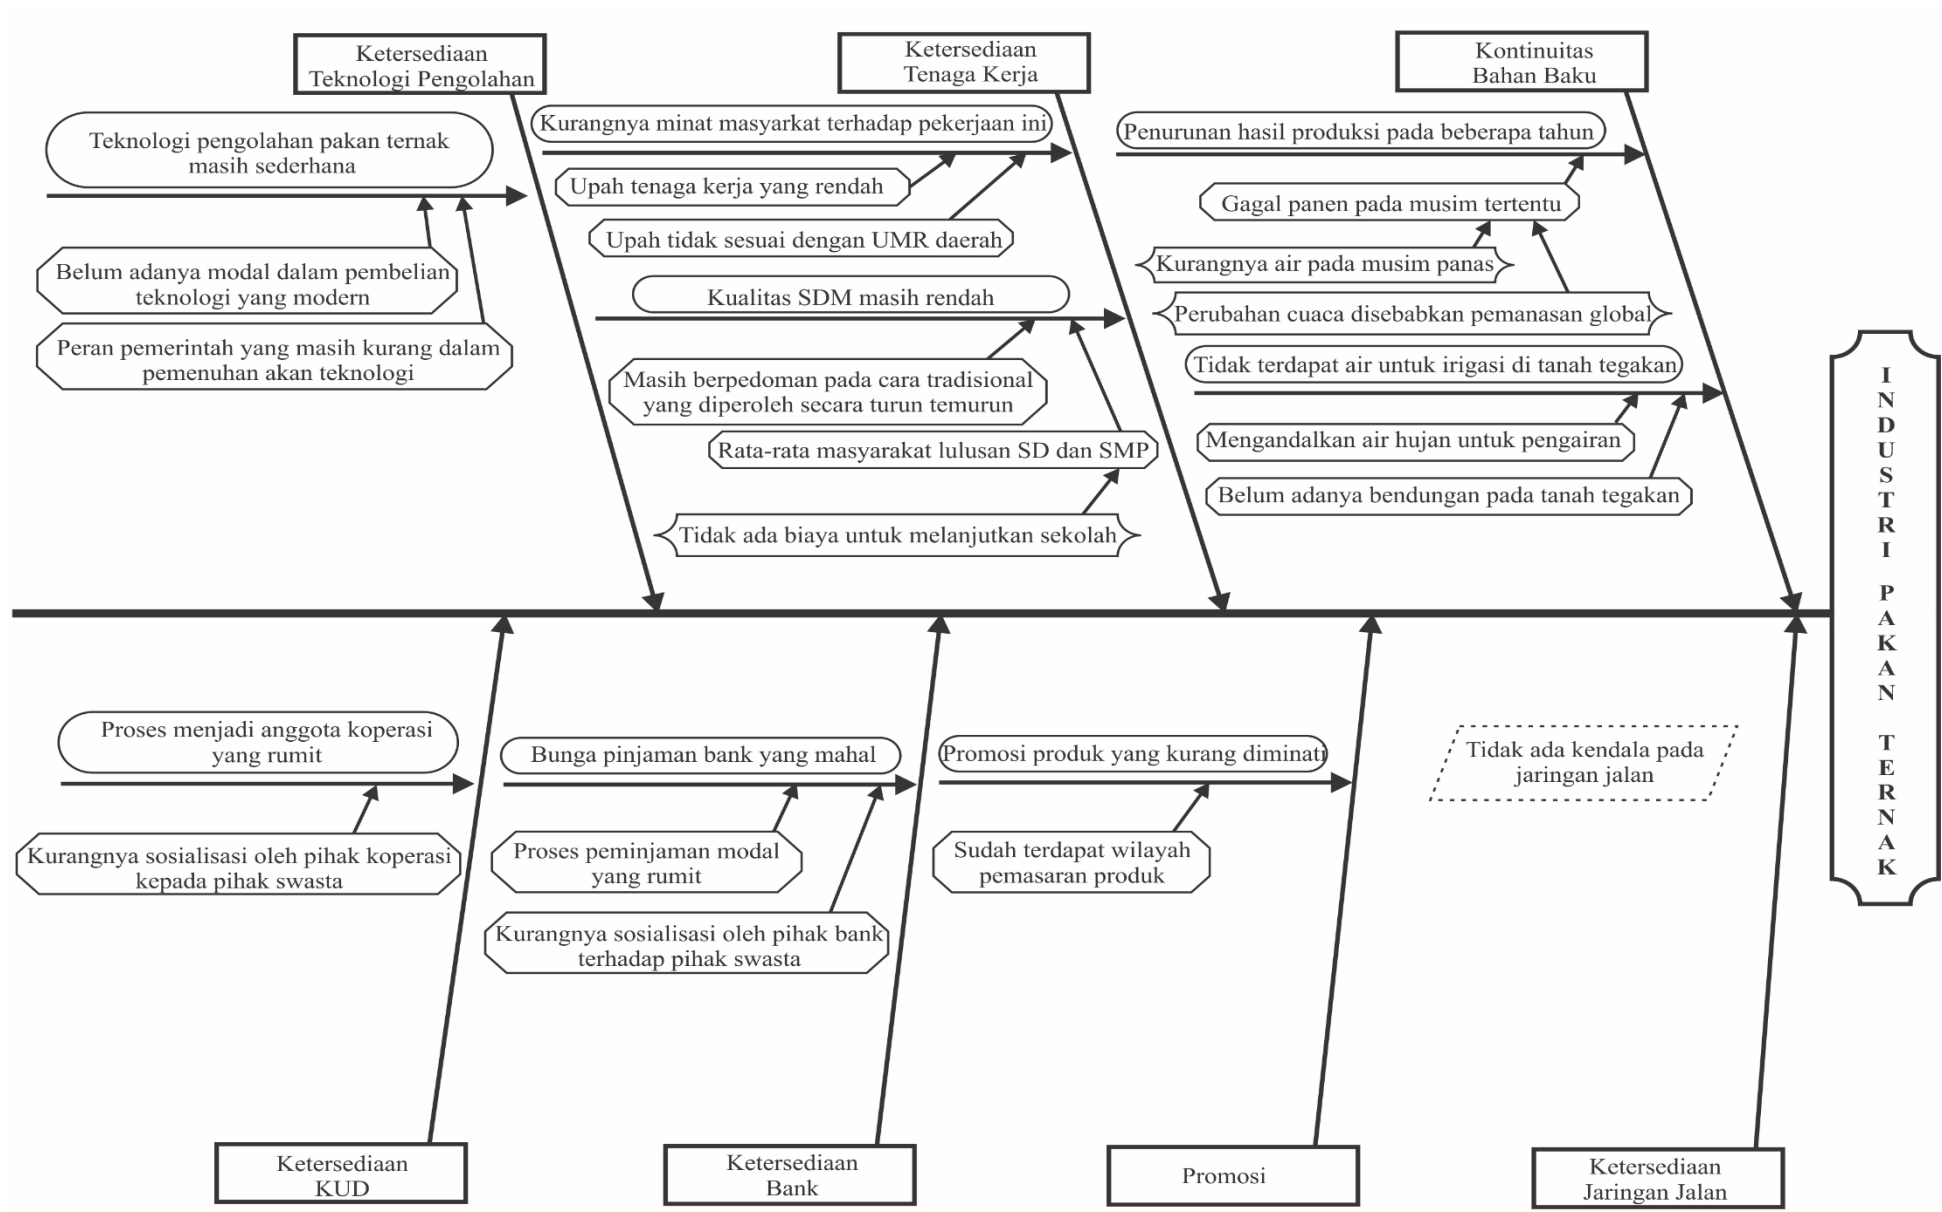 Ketersediaan
Teknologi Pengolahan
Teknologi pengolahan pakan ternak
masih sederhana
Belum adanya modal dalam pembelian
teknologi yang modern
Peran pemerintah yang masih kurang dalam
pemenuhan akan teknologi
Ketersediaan
Tenaga Kerja
Kurangnya minat masyarkat terhadap pekerjaan ini
Upah tenaga kerja yang rendah
Upah tidak sesuai dengan UMR daerah
Kualitas SDM masih rendah
Masih berpedoman pada cara tradisional
yang diperoleh secara turun temurun
Rata-rata masyarakat lulusan SD dan SMP
Tidak ada biaya untuk melanjutkan sekolah
Kontinuitas
Bahan Baku
Penurunan hasil produksi pada beberapa tahun
Gagal panen pada musim tertentu
Kurangnya air pada musim panas
Perubahan cuaca disebabkan pemanasan global
Tidak terdapat air untuk irigasi di tanah tegakan
Mengandalkan air hujan untuk pengairan
Belum adanya bendungan pada tanah tegakan
INDUSTRI PAKAN TERNAK
Proses menjadi anggota koperasi
yang rumit
Kurangnya sosialisasi oleh pihak koperasi
kepada pihak swasta
Ketersediaan
KUD
Bunga pinjaman bank yang mahal
Proses peminjaman modal
yang rumit
Kurangnya sosialisasi oleh pihak bank
terhadap pihak swasta
Ketersediaan
Bank
Promosi produk yang kurang diminati
Sudah terdapat wilayah
pemasaran produk
Promosi
Tidak ada kendala pada
jaringan jalan
Ketersediaan
Jaringan Jalan